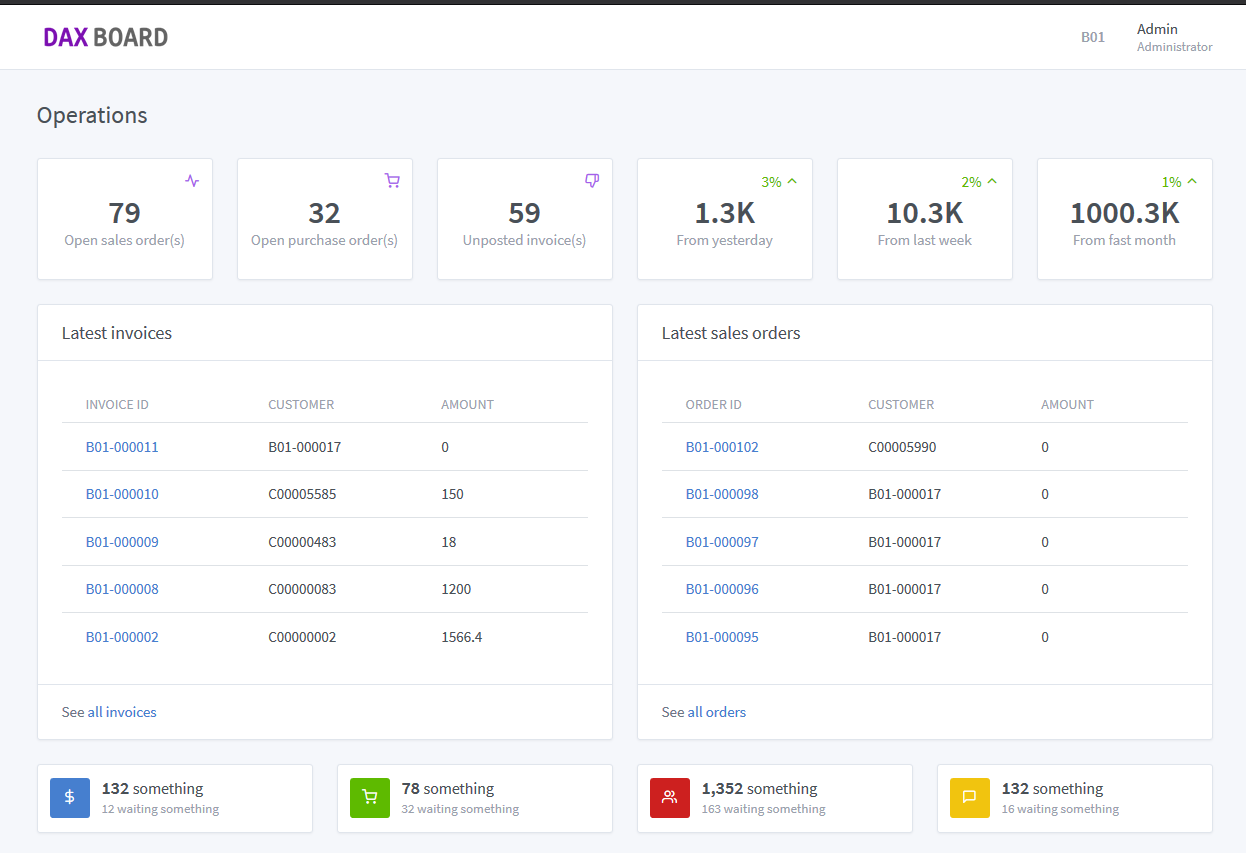 DAX BOARD
B01
Admin
Administrator
Operations
79
Open sales order(s)
32
Open purchase order(s)
59
Unposted invoice(s)
3%
1.3K
From yesterday
2%
10.3K
From last week
1%
1000.3K
From fast month
Latest invoices
INVOICE ID CUSTOMER AMOUNT
B01-000011 B01-000017 0
B01-000010 C00005585 150
B01-000009 C00000483 18
B01-000008 C00000083 1200
B01-000002 C00000002 1566.4
See all invoices
Latest sales orders
ORDER ID CUSTOMER AMOUNT
B01-000102 C00005990 0
B01-000098 B01-000017 0
B01-000097 B01-000017 0
B01-000096 B01-000017 0
B01-000095 B01-000017 0
See all orders
$
132 something
12 waiting something
78 something
32 waiting something
1,352 something
163 waiting something
132 something
16 waiting something